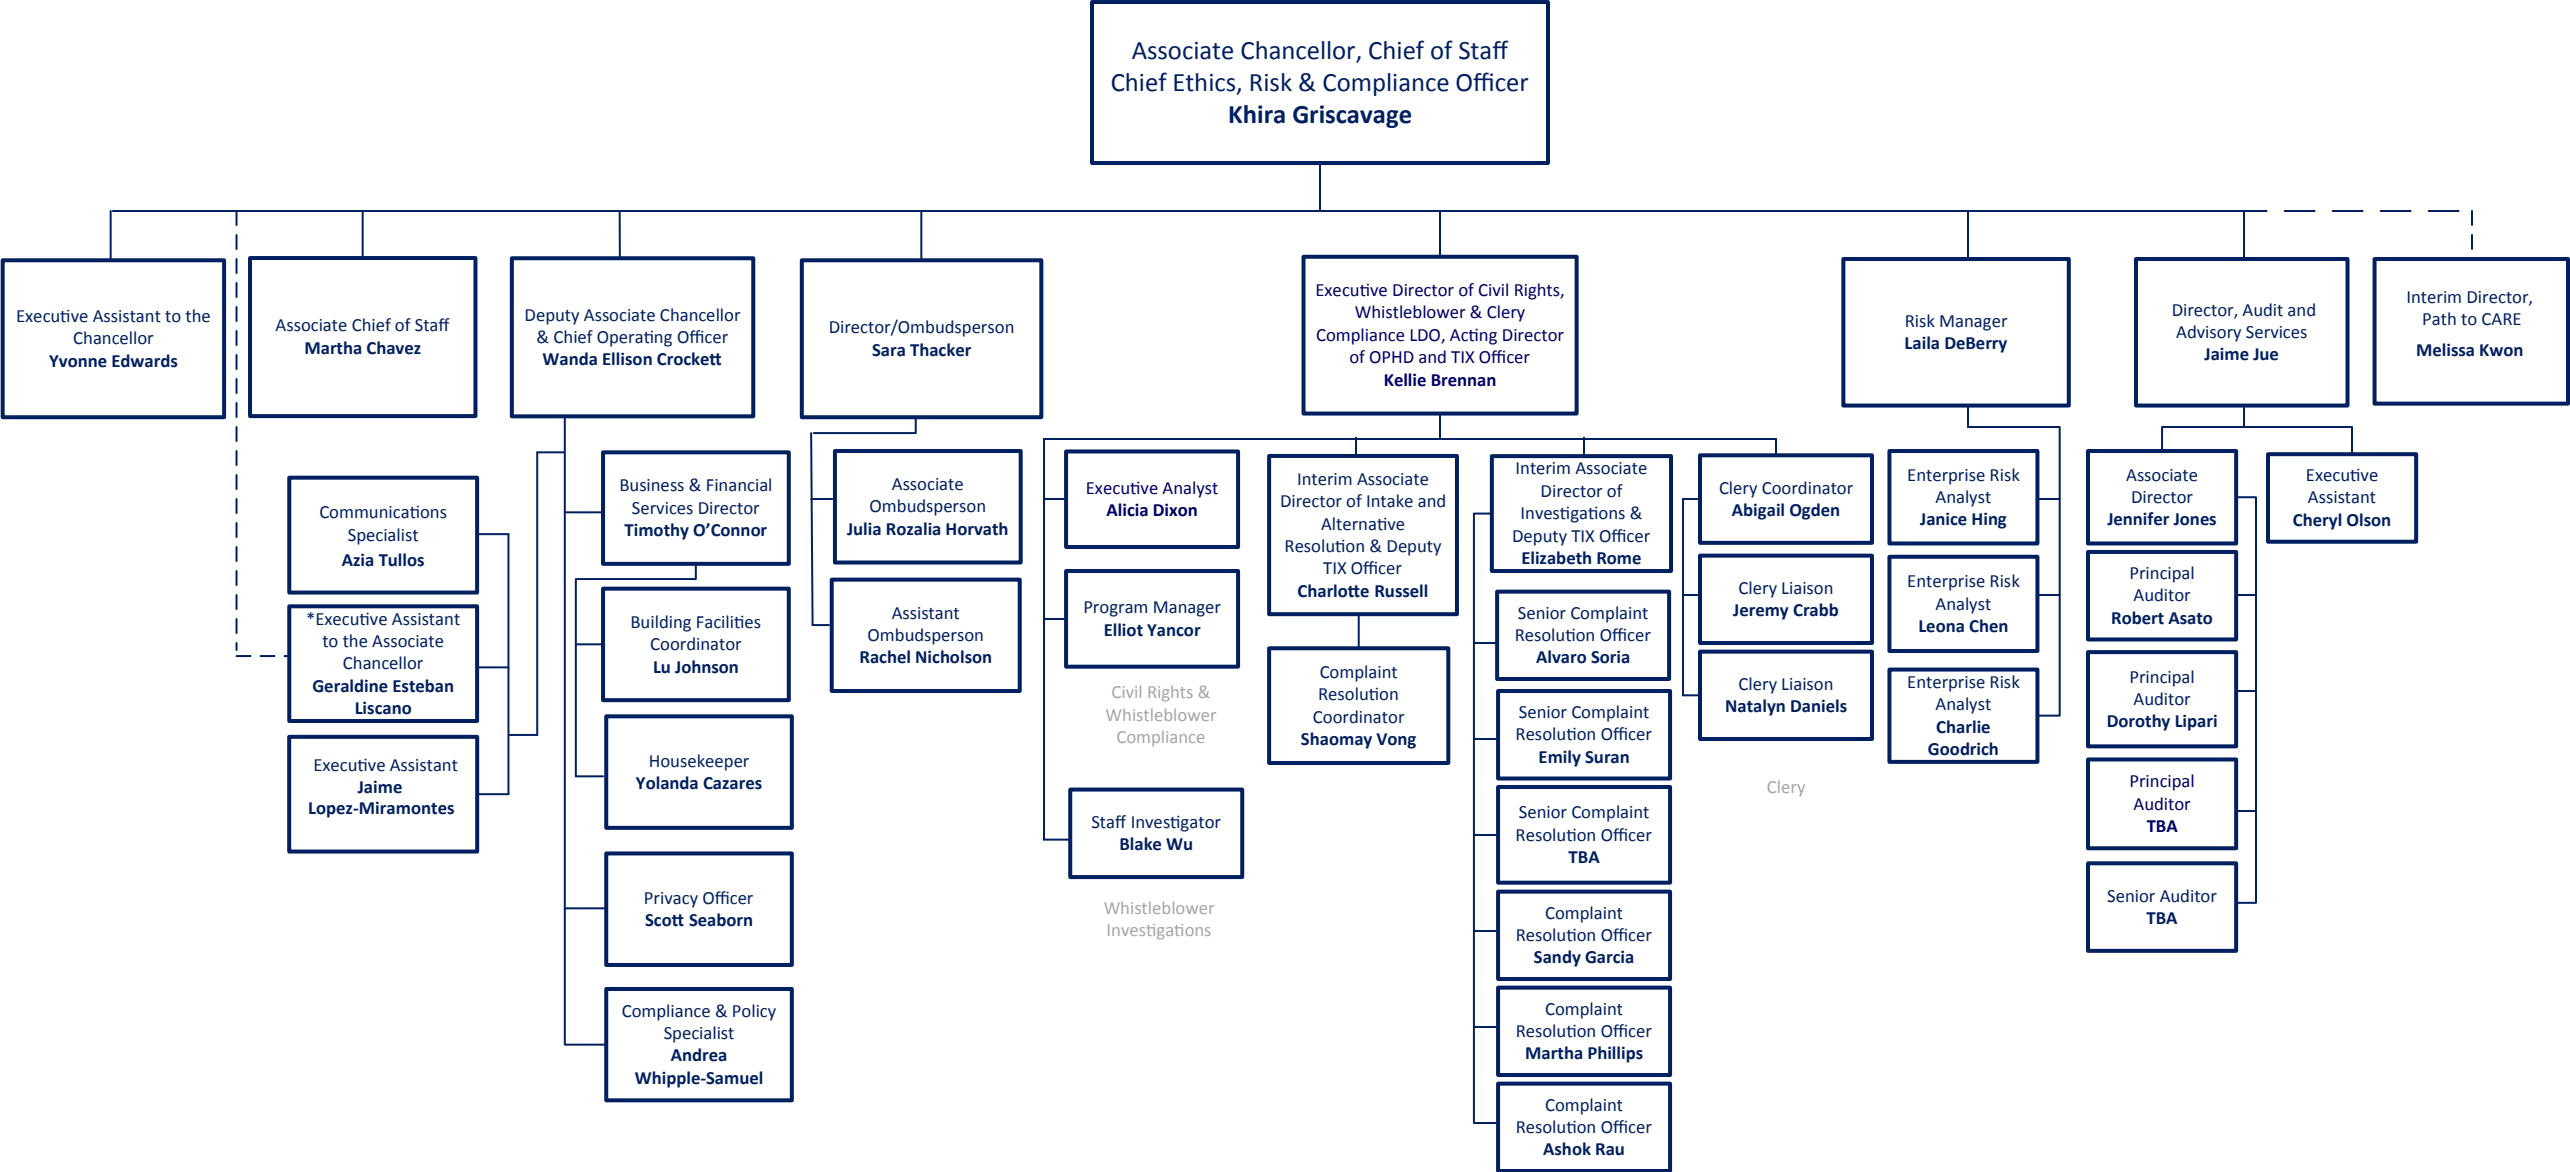 Associate Chancellor, Chief of Staff
Chief Ethics, Risk & Compliance Officer
Khira Griscavage
Executive Assistant to the
Chancellor
Yvonne Edwards
Associate Chief of Staff
Martha Chavez
Deputy Associate Chancellor
& Chief Operating Officer
Wanda Ellison Crockett
Director/Ombudsperson
Sara Thacker
Executive Director of Civil Rights,
Whistleblower & Clery
Compliance LDO, Acting Director
of OPHD and TIX Officer
Kellie Brennan
Risk Manager
Laila DeBerry
Director, Audit and
Advisory Services
Jaime Jue
Interim Director,
Path to CARE
Melissa Kwon
Communications
Specialist
Azia Tullos
*Executive Assistant
to the Associate
Chancellor
Geraldine Esteban
Liscano
Executive Assistant
Jaime
Lopez-Miramontes
Business & Financial
Services Director
Timothy O’Connor
Building Facilities
Coordinator
Lu Johnson
Housekeeper
Yolanda Cazares
Privacy Officer
Scott Seaborn
Compliance & Policy
Specialist
Andrea
Whipple-Samuel
Associate
Ombudsperson
Julia Rozalia Horvath
Assistant
Ombudsperson
Rachel Nicholson
Executive Analyst
Alicia Dixon
Program Manager
Elliot Yancor
Civil Rights &
Whistleblower
Compliance
Staff Investigator
Blake Wu
Whistleblower
Investigations
Interim Associate
Director of Intake and
Alternative
Resolution & Deputy
TIX Officer
Charlotte Russell
Complaint
Resolution
Coordinator
Shaomay Vong
Interim Associate
Director of
Investigations &
Deputy TIX Officer
Elizabeth Rome
Senior Complaint
Resolution Officer
Alvaro Soria
Senior Complaint
Resolution Officer
Emily Suran
Senior Complaint
Resolution Officer
TBA
Complaint
Resolution Officer
Sandy Garcia
Complaint
Resolution Officer
Martha Phillips
Complaint
Resolution Officer
Ashok Rau
Clery Coordinator
Abigail Ogden
Clery Liaison
Jeremy Crabb
Clery Liaison
Natalyn Daniels
Clery
Enterprise Risk
Analyst
Janice Hing
Enterprise Risk
Analyst
Leona Chen
Enterprise Risk
Analyst
Charlie
Goodrich
Associate
Director
Jennifer Jones
Principal
Auditor
Robert Asato
Principal
Auditor
Dorothy Lipari
Principal
Auditor
TBA
Senior Auditor
TBA
Executive
Assistant
Cheryl Olson